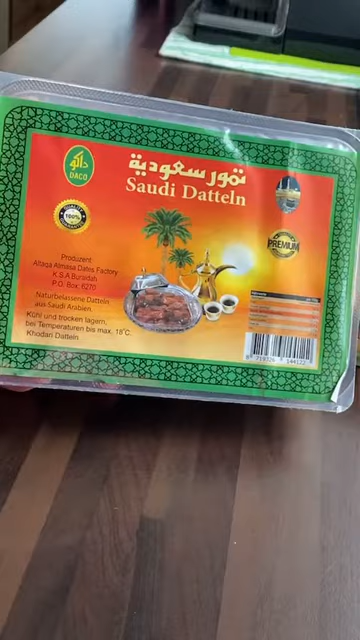 داكو
DACO
تمور سعودية
Saudi Datteln
100%
PREMIUM
Produzent
Altaqa Almasa Dates Factory
K.S.A Buraidah
P.O. Box: 6270
Naturbelassene Datteln
aus Saudi Arabien.
Kühl und trocken lagern,
bei Temperaturen bis max. 18°C.
Khodari Datteln